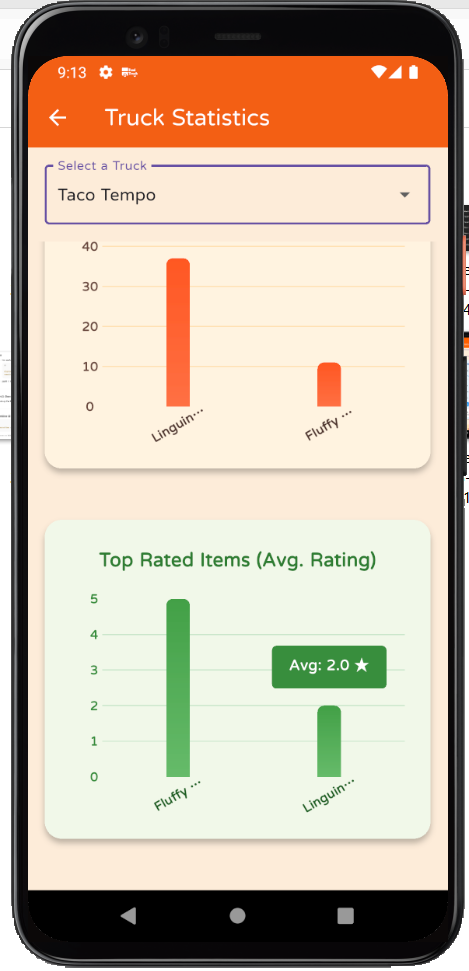 9:13
Truck Statistics
Select a Truck
Taco Tempo
40
30
20
10
0
Linguin...
Fluffy ...
Top Rated Items (Avg. Rating)
5
4
3
Avg: 2.0 ★
2
1
0
Fluffy ...
Linguin...